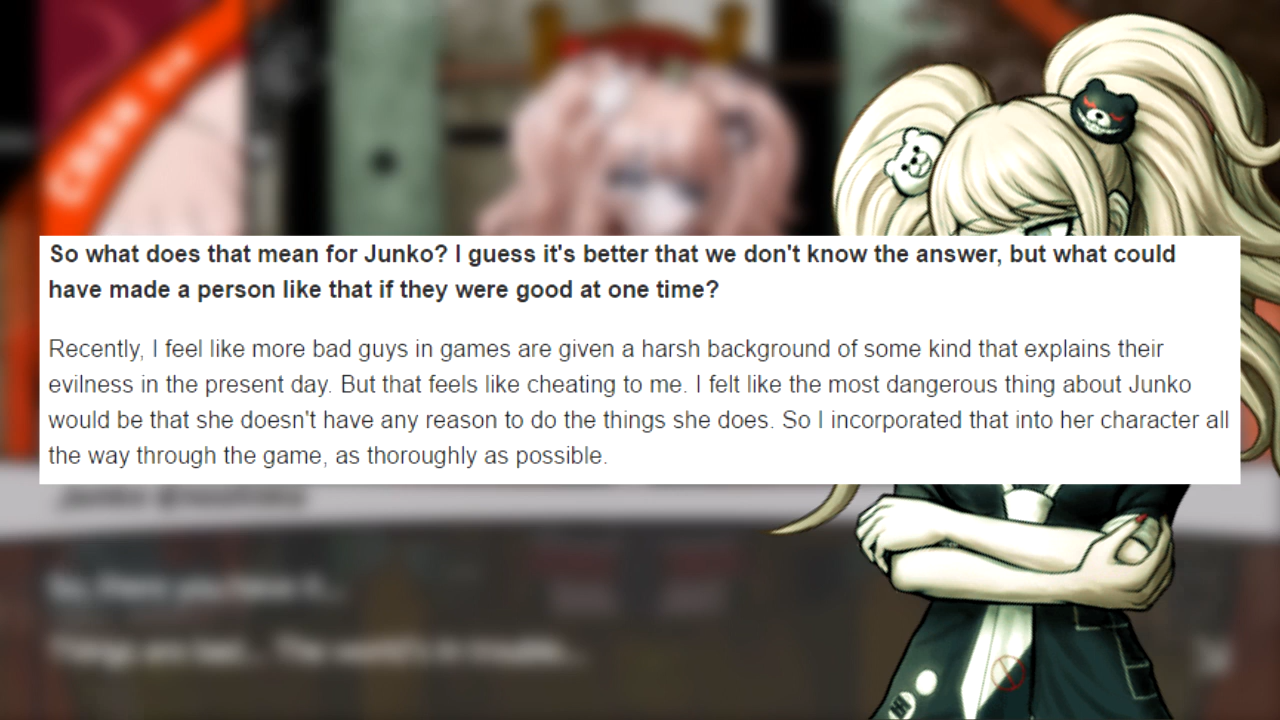 So what does that mean for Junko? I guess it's better that we don't know the answer, but what could
have made a person like that if they were good at one time?
Recently, I feel like more bad guys in games are given a harsh background of some kind that explains their
evilness in the present day. But that feels like cheating to me. I felt like the most dangerous thing about Junko
would be that she doesn't have any reason to do the things she does. So I incorporated that into her character all
the way through the game, as thoroughly as possible.